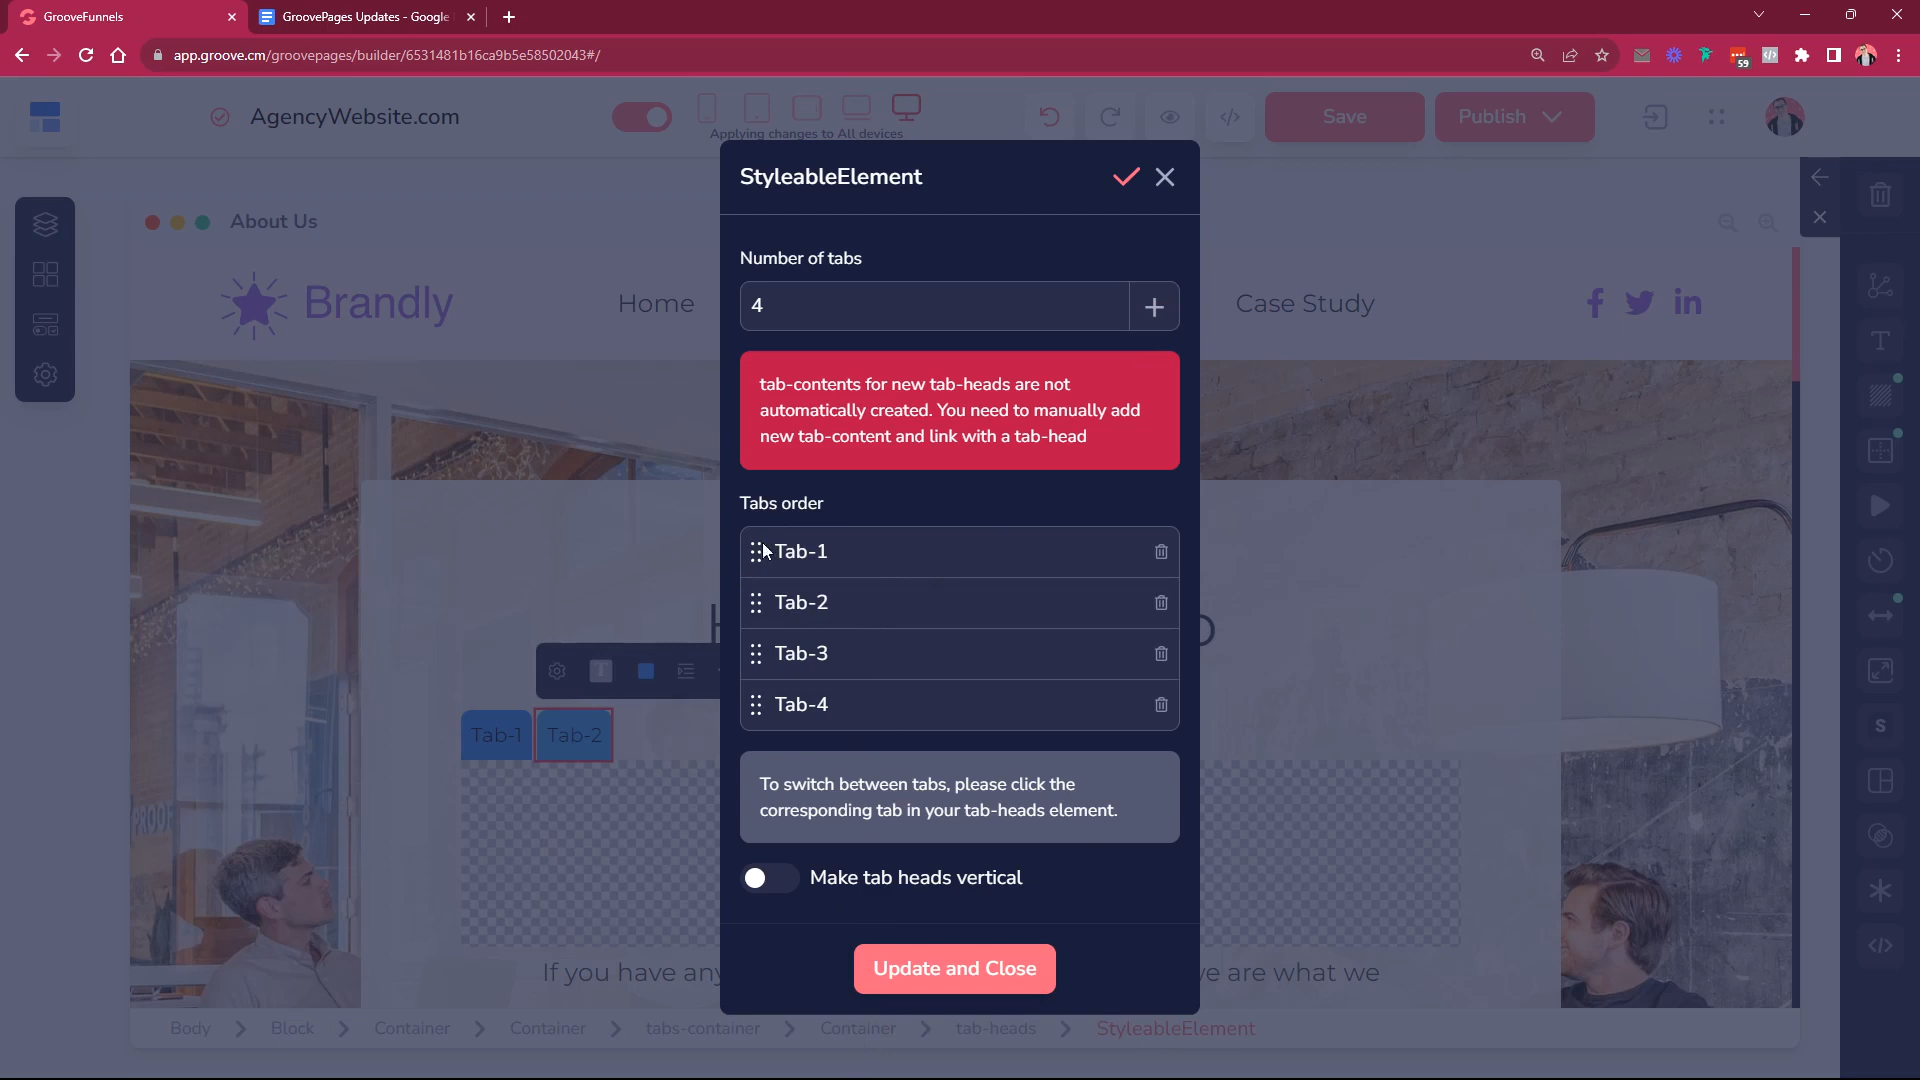 GrooveFunnels
GroovePages Updates - Google
app.groove.cm/groovepages/builder/6531481b16ca9b5e58502043#/
59
AgencyWebsite.com
Applying changes to All devices
Save
Publish
StyleableElement
Number of tabs
4
tab-contents for new tab-heads are not
automatically created. You need to manually add
new tab-content and link with a tab-head
Tabs order
Tab-1
Tab-2
Tab-3
Tab-4
To switch between tabs, please click the
corresponding tab in your tab-heads element.
Make tab heads vertical
Update and Close
About Us
Brandly
Home
Case Study
Tab-1
Tab-2
If you have any
we are what we
Body
Block
Container
Container
tabs-container
Container
tab-heads
StyleableElement